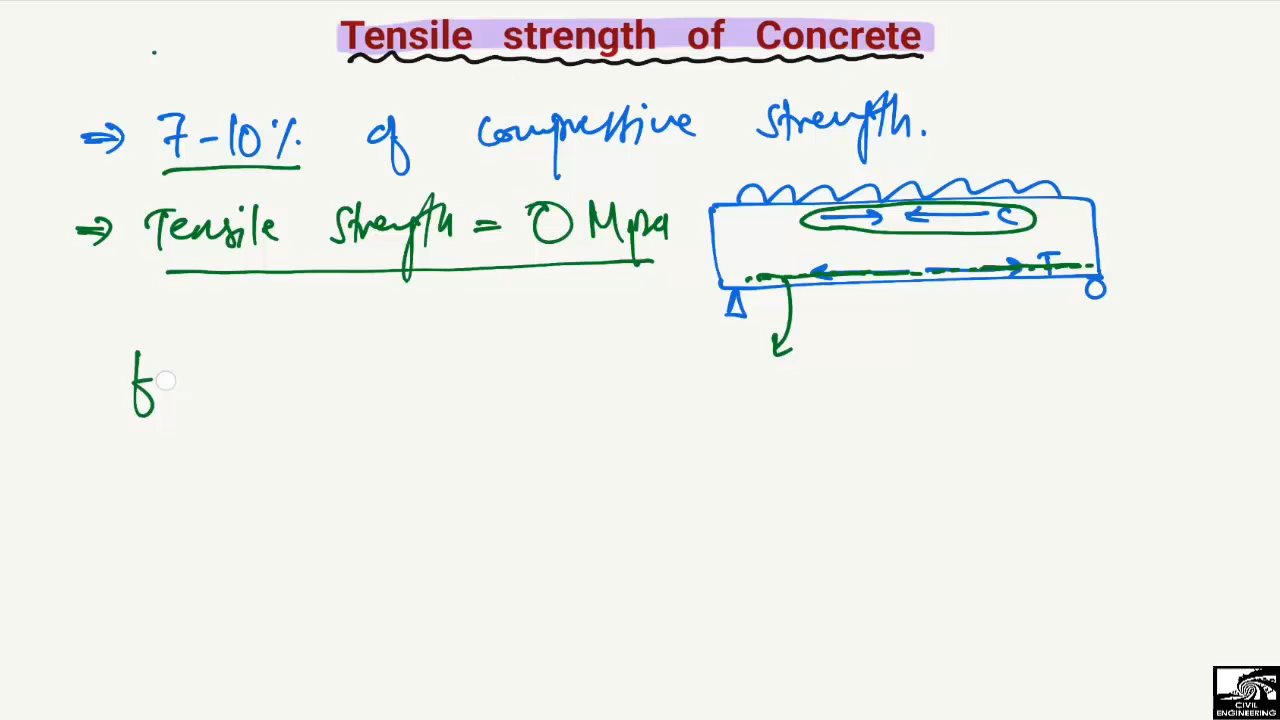 Tensile strength of Concrete
⇒ 7-10% of compressive strength.
⇒ Tensile strength = 0 Mpa
C
T
f
CIVIL
ENGINEERING